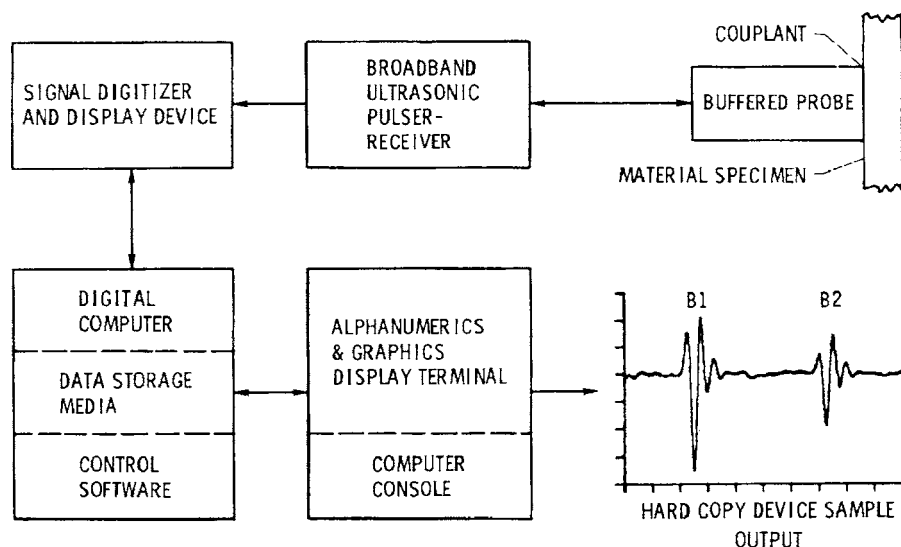 SIGNAL DIGITIZER
AND DISPLAY DEVICE
BROADBAND
ULTRASONIC
PULSER-
RECEIVER
COUPLANT
BUFFERED PROBE
MATERIAL SPECIMEN
DIGITAL
COMPUTER
DATA STORAGE
MEDIA
CONTROL
SOFTWARE
ALPHANUMERICS
& GRAPHICS
DISPLAY TERMINAL
COMPUTER
CONSOLE
B1
B2
HARD COPY DEVICE SAMPLE
OUTPUT